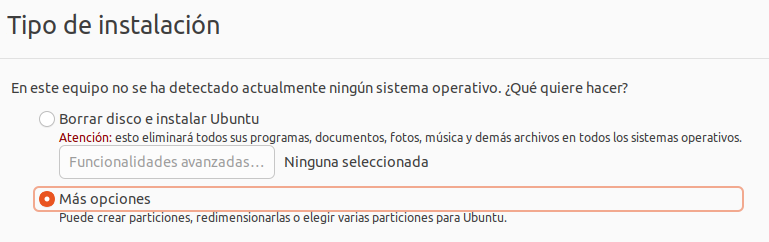 Tipo de instalación
En este equipo no se ha detectado actualmente ningún sistema operativo. ¿Qué quiere hacer?
Borrar disco e instalar Ubuntu
Atención: esto eliminará todos sus programas, documentos, fotos, música y demás archivos en todos los sistemas operativos.
Funcionalidades avanzadas... Ninguna seleccionada
Más opciones
Puede crear particiones, redimensionarlas o elegir varias particiones para Ubuntu.